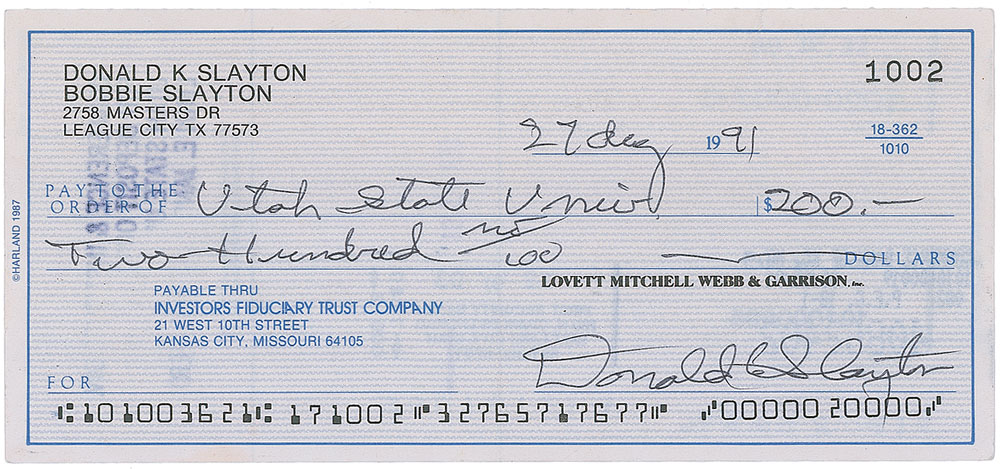 DONALD K SLAYTON
BOBBIE SLAYTON
2758 MASTERS DR
LEAGUE CITY TX 77573
1002
27 dec 1991
18-362
1010
PAY TO THE
ORDER OF Utah State Univ. $200.—
Two Hundred no/100 DOLLARS
LOVETT MITCHELL WEBB & GARRISON, Inc.
PAYABLE THRU
INVESTORS FIDUCIARY TRUST COMPANY
21 WEST 10TH STREET
KANSAS CITY, MISSOURI 64105
Donald K Slayton
FOR
⑆101003621⑆ 171002⑈32765717677⑈ ⑇0000020000⑇
©HARLAND 1987